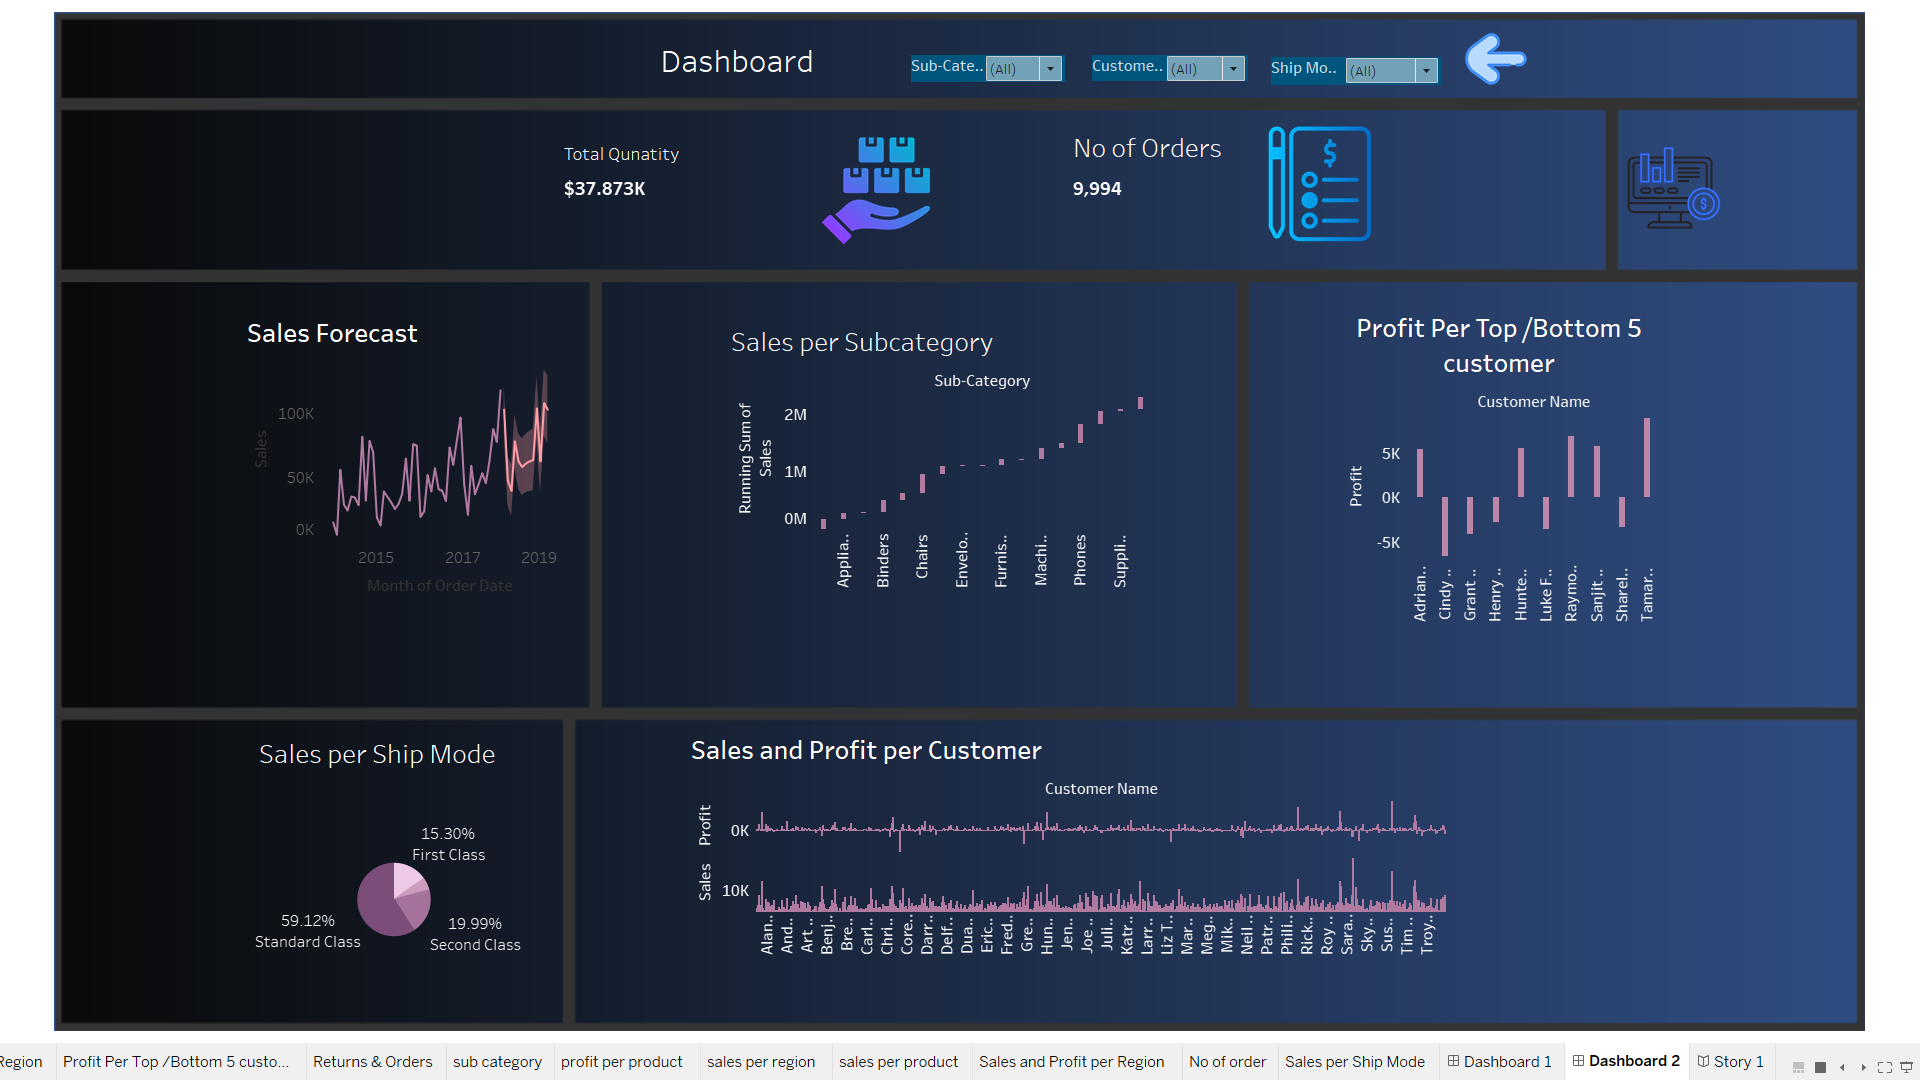 Dashboard
Sub-Cate.. (All)
Custome.. (All)
Ship Mo.. (All)
Total Qunatity
$37.873K
No of Orders
9,994
$
$
Sales Forecast
Sales
100K
50K
0K
2015 2017 2019
Month of Order Date
Sales per Subcategory
Sub-Category
Running Sum of
Sales
2M
1M
0M
Applia.. Binders Chairs Envelo.. Furnis.. Machi.. Phones Suppli..
Profit Per Top /Bottom 5
customer
Customer Name
Profit
5K
0K
-5K
Adrian.. Cindy .. Grant .. Henry .. Hunte.. Luke F.. Raymo.. Sanjit .. Sharel.. Tamar..
Sales per Ship Mode
15.30%
First Class
59.12%
Standard Class
19.99%
Second Class
Sales and Profit per Customer
Customer Name
Profit
0K
Sales
10K
Alan.. And.. Art .. Benj.. Bre.. Carl.. Chri.. Core.. Darr.. Delf.. Dua.. Eric.. Fred.. Gre.. Hun.. Jen.. Joe .. Juli.. Katr.. Larr.. Liz T.. Mar.. Meg.. Mik.. Neil .. Patr.. Phili.. Rick.. Roy .. Sara.. Sky.. Sus.. Tim .. Troy..
Region Profit Per Top /Bottom 5 custo... Returns & Orders sub category profit per product sales per region sales per product Sales and Profit per Region No of order Sales per Ship Mode Dashboard 1 Dashboard 2 Story 1